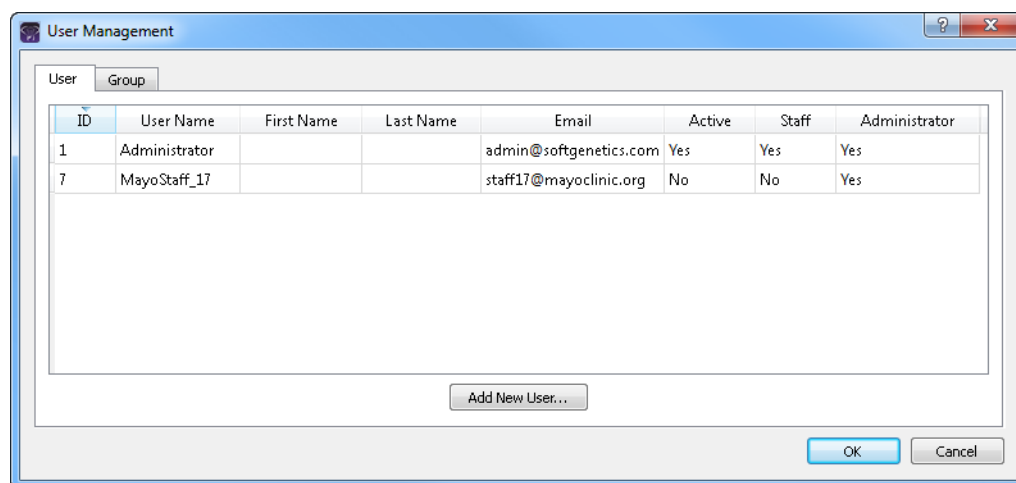 User Management
User Group
ID User Name First Name Last Name Email Active Staff Administrator
1 Administrator admin@softgenetics.com Yes Yes Yes
7 MayoStaff_17 staff17@mayoclinic.org No No Yes
Add New User...
OK Cancel